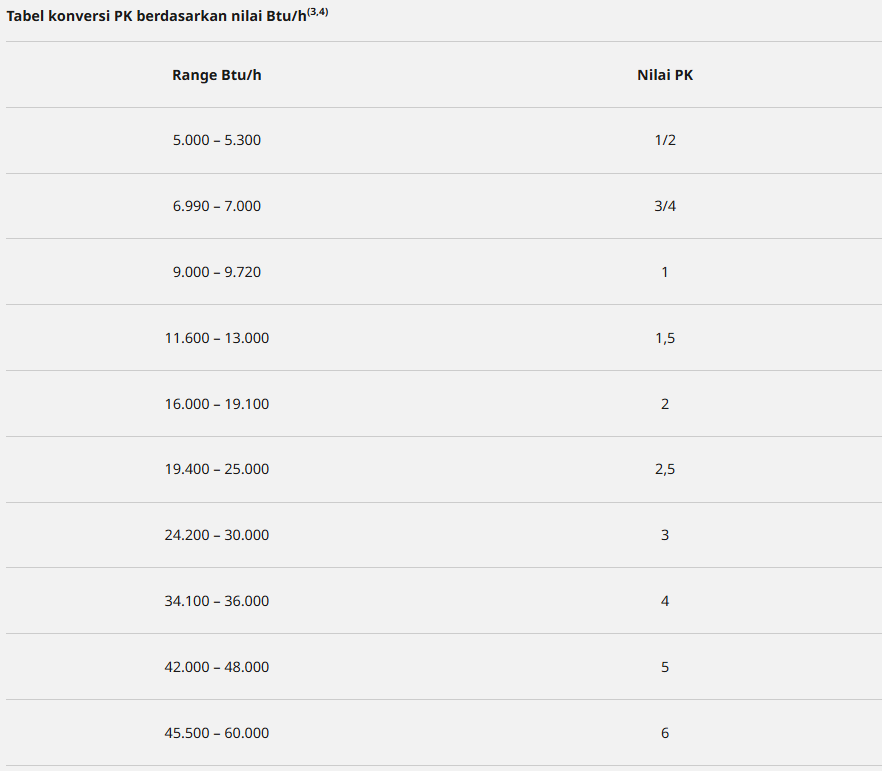 Tabel konversi PK berdasarkan nilai Btu/h(3,4)
Range Btu/h Nilai PK
5.000 – 5.300 1/2
6.990 – 7.000 3/4
9.000 – 9.720 1
11.600 – 13.000 1,5
16.000 – 19.100 2
19.400 – 25.000 2,5
24.200 – 30.000 3
34.100 – 36.000 4
42.000 – 48.000 5
45.500 – 60.000 6